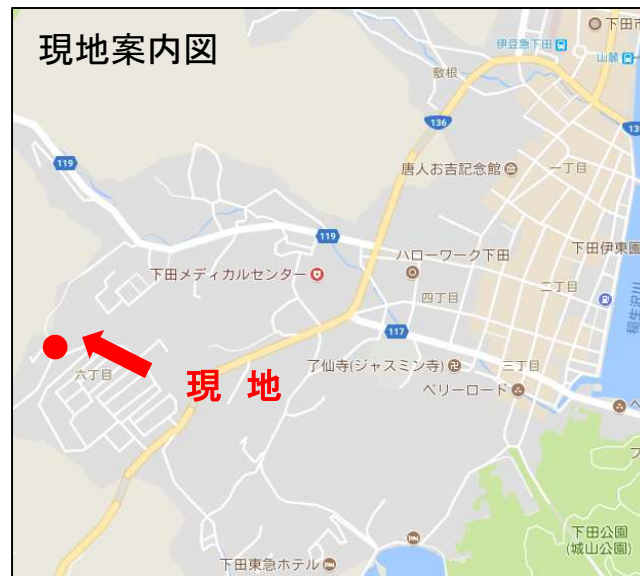 現地案内図
下田市
伊豆急下田
山麓
敷根
136
唐人お吉記念館
一丁目
119
119
ハローワーク下田
下田伊東園
下田メディカルセンター
四丁目
二丁目
稲生沢川
117
六丁目
現 地
了仙寺(ジャスミン寺)
三丁目
ペリーロード
下田公園
(城山公園)
下田東急ホテル